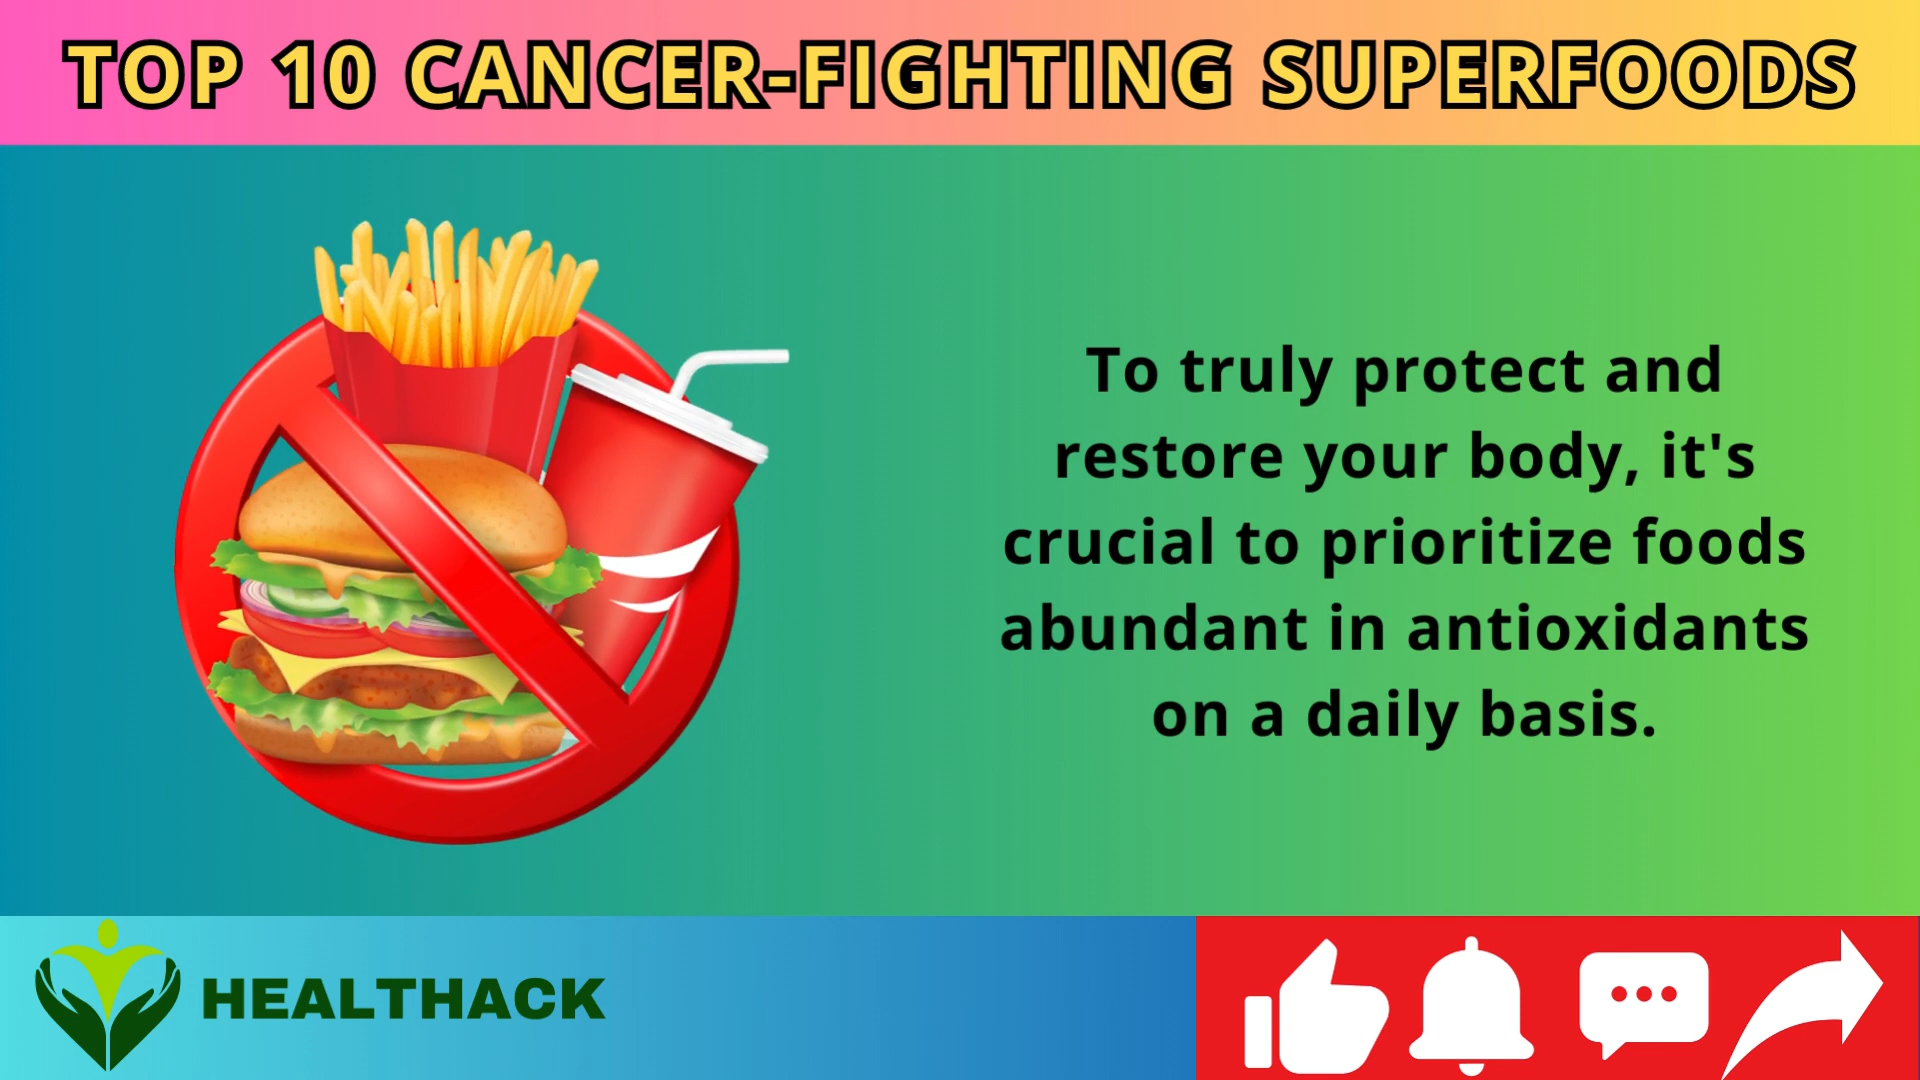 TOP 10 CANCER-FIGHTING SUPERFOODS
To truly protect and
restore your body, it's
crucial to prioritize foods
abundant in antioxidants
on a daily basis.
HEALTHACK